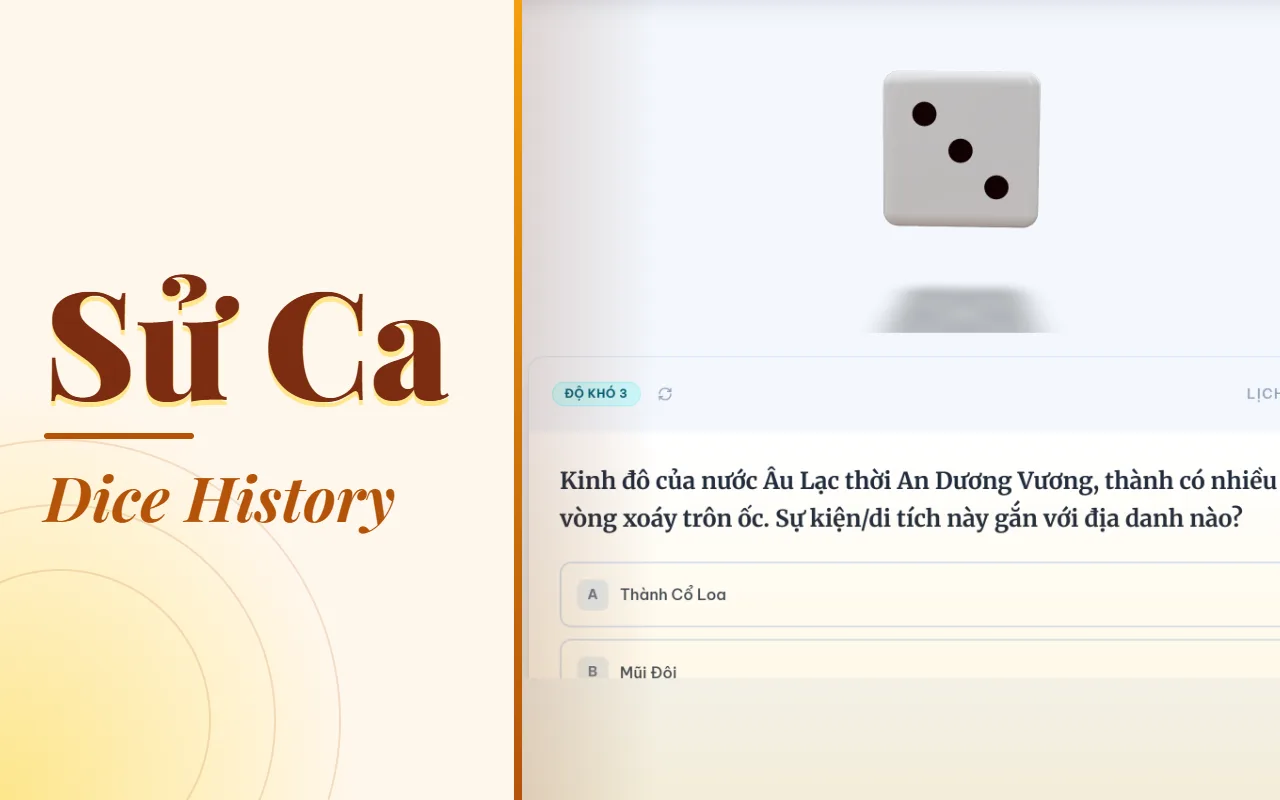 Sử Ca
Dice History
ĐỘ KHÓ 3
LỊCH
Kinh đô của nước Âu Lạc thời An Dương Vương, thành có nhiều
vòng xoáy trôn ốc. Sự kiện/di tích này gắn với địa danh nào?
A Thành Cổ Loa
B Mũi Đôi